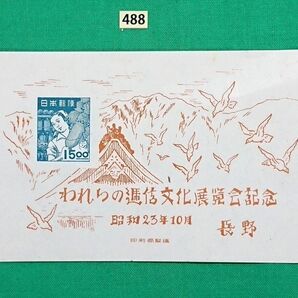 488
日本郵便
15.00
われらの逓信文化展覧会記念
昭和23年10月
長野
印刷局製造